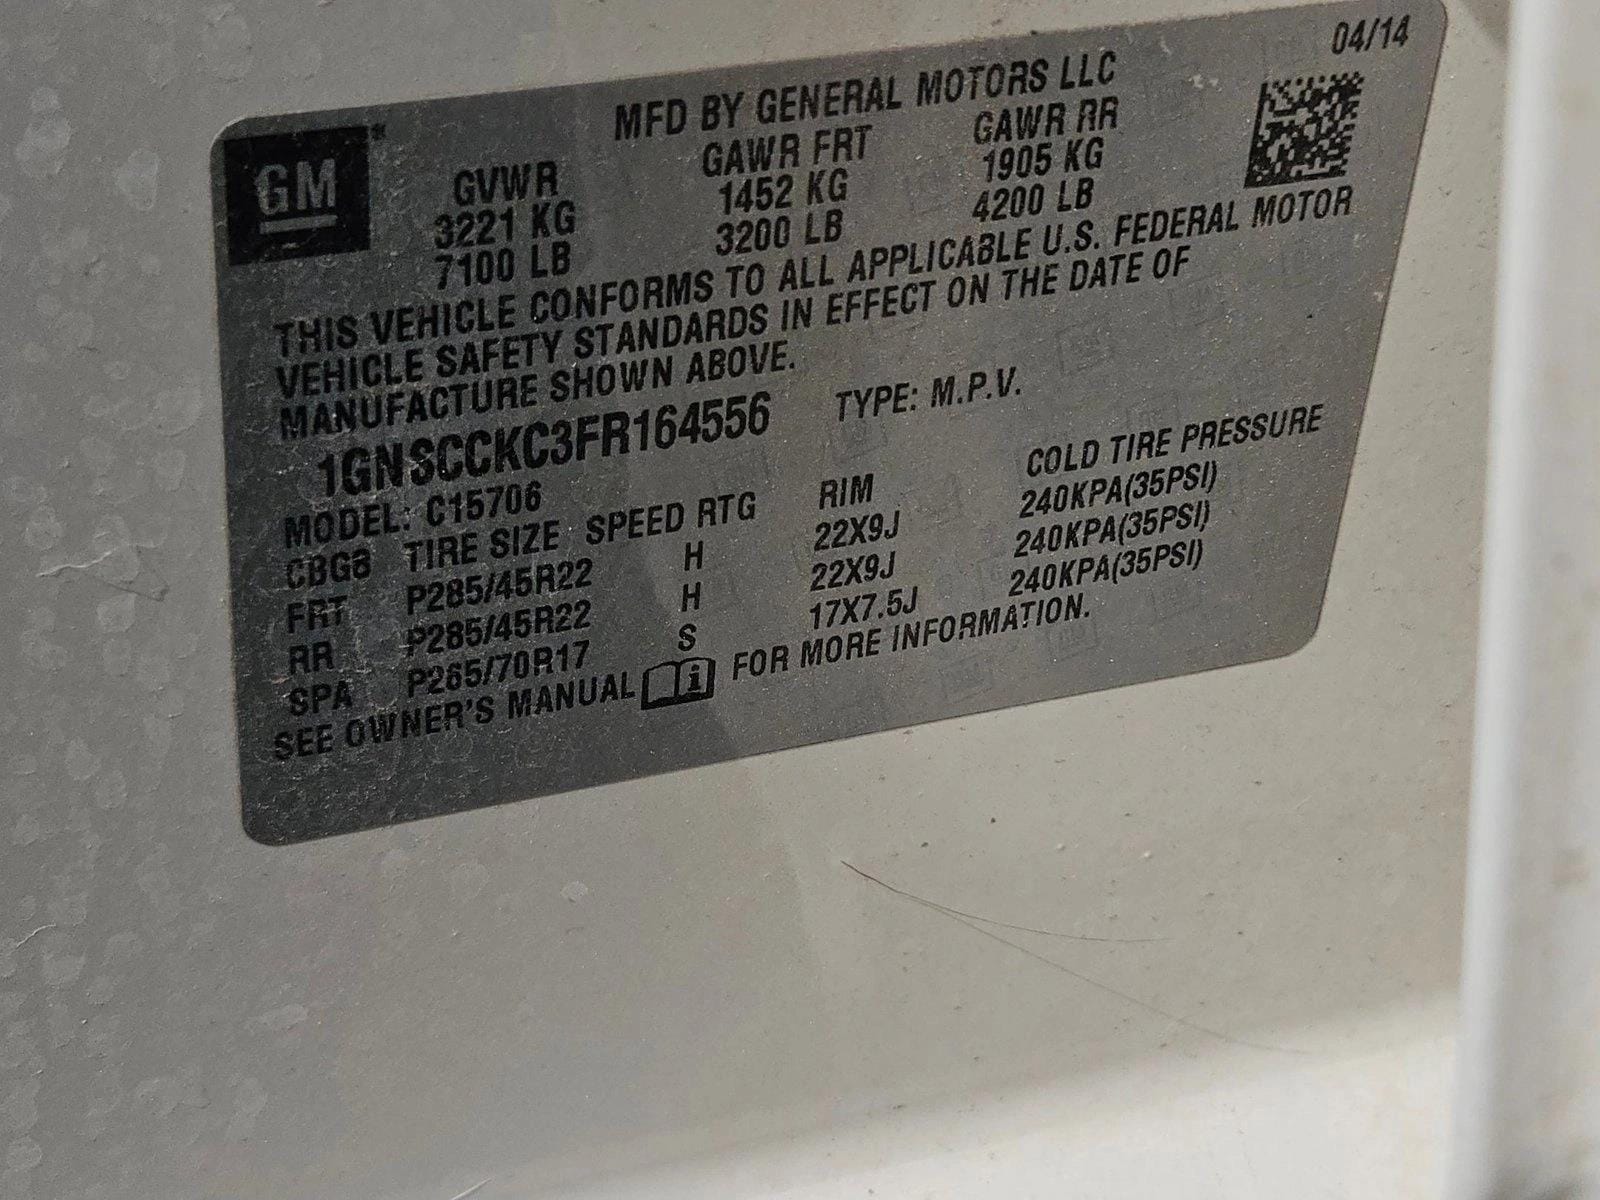 04/14
MFD BY GENERAL MOTORS LLC
GM
GVWR GAWR FRT GAWR RR
3221 KG 1452 KG 1905 KG
7100 LB 3200 LB 4200 LB
THIS VEHICLE CONFORMS TO ALL APPLICABLE U.S. FEDERAL MOTOR
VEHICLE SAFETY STANDARDS IN EFFECT ON THE DATE OF
MANUFACTURE SHOWN ABOVE.
1GNSCCKC3FR164556 TYPE: M.P.V.
MODEL: C15706
CBG8 TIRE SIZE SPEED RTG RIM COLD TIRE PRESSURE
FRT P285/45R22 H 22X9J 240KPA(35PSI)
RR P285/45R22 H 22X9J 240KPA(35PSI)
SPA P265/70R17 S 17X7.5J 240KPA(35PSI)
SEE OWNER'S MANUAL FOR MORE INFORMATION.